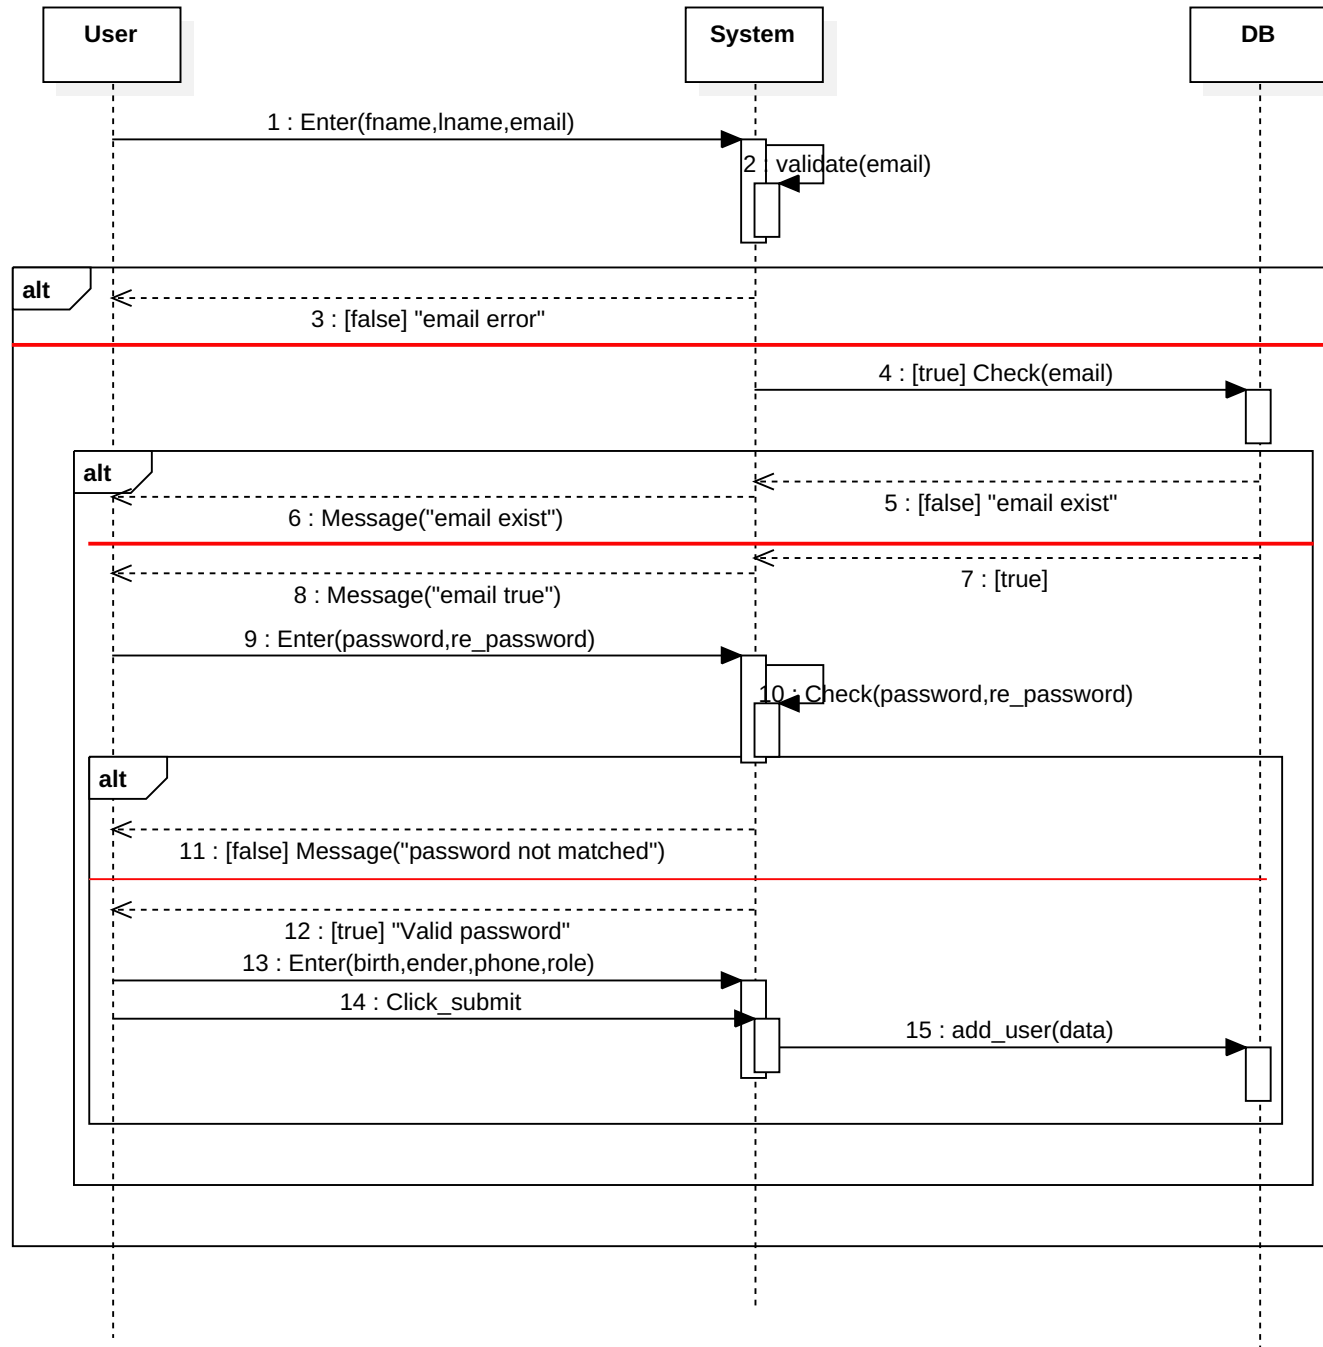 User
System
DB
1 : Enter(fname,lname,email)
2 : validate(email)
alt
3 : [false] "email error"
4 : [true] Check(email)
alt
5 : [false] "email exist"
6 : Message("email exist")
7 : [true]
8 : Message("email true")
9 : Enter(password,re_password)
10 : Check(password,re_password)
alt
11 : [false] Message("password not matched")
12 : [true] "Valid password"
13 : Enter(birth,ender,phone,role)
14 : Click_submit
15 : add_user(data)